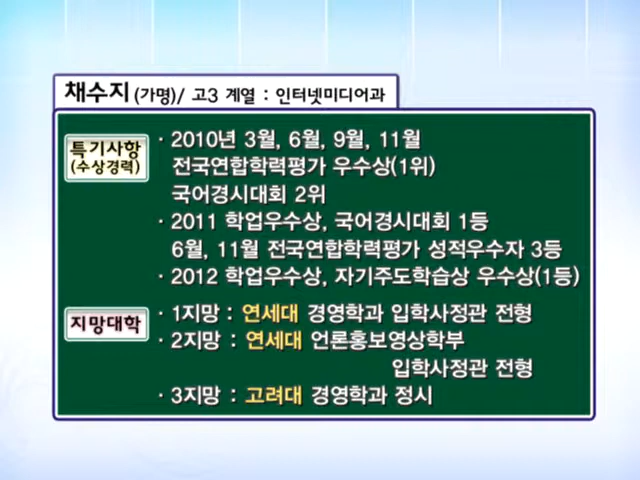 채수지 (가명)/ 고3 계열 : 인터넷미디어과
특기사항
(수상경력)
· 2010년 3월, 6월, 9월, 11월
전국연합학력평가 우수상(1위)
국어경시대회 2위
· 2011 학업우수상, 국어경시대회 1등
6월, 11월 전국연합학력평가 성적우수자 3등
· 2012 학업우수상, 자기주도학습상 우수상(1등)
지망대학
· 1지망 : 연세대 경영학과 입학사정관 전형
· 2지망 : 연세대 언론홍보영상학부
입학사정관 전형
· 3지망 : 고려대 경영학과 정시